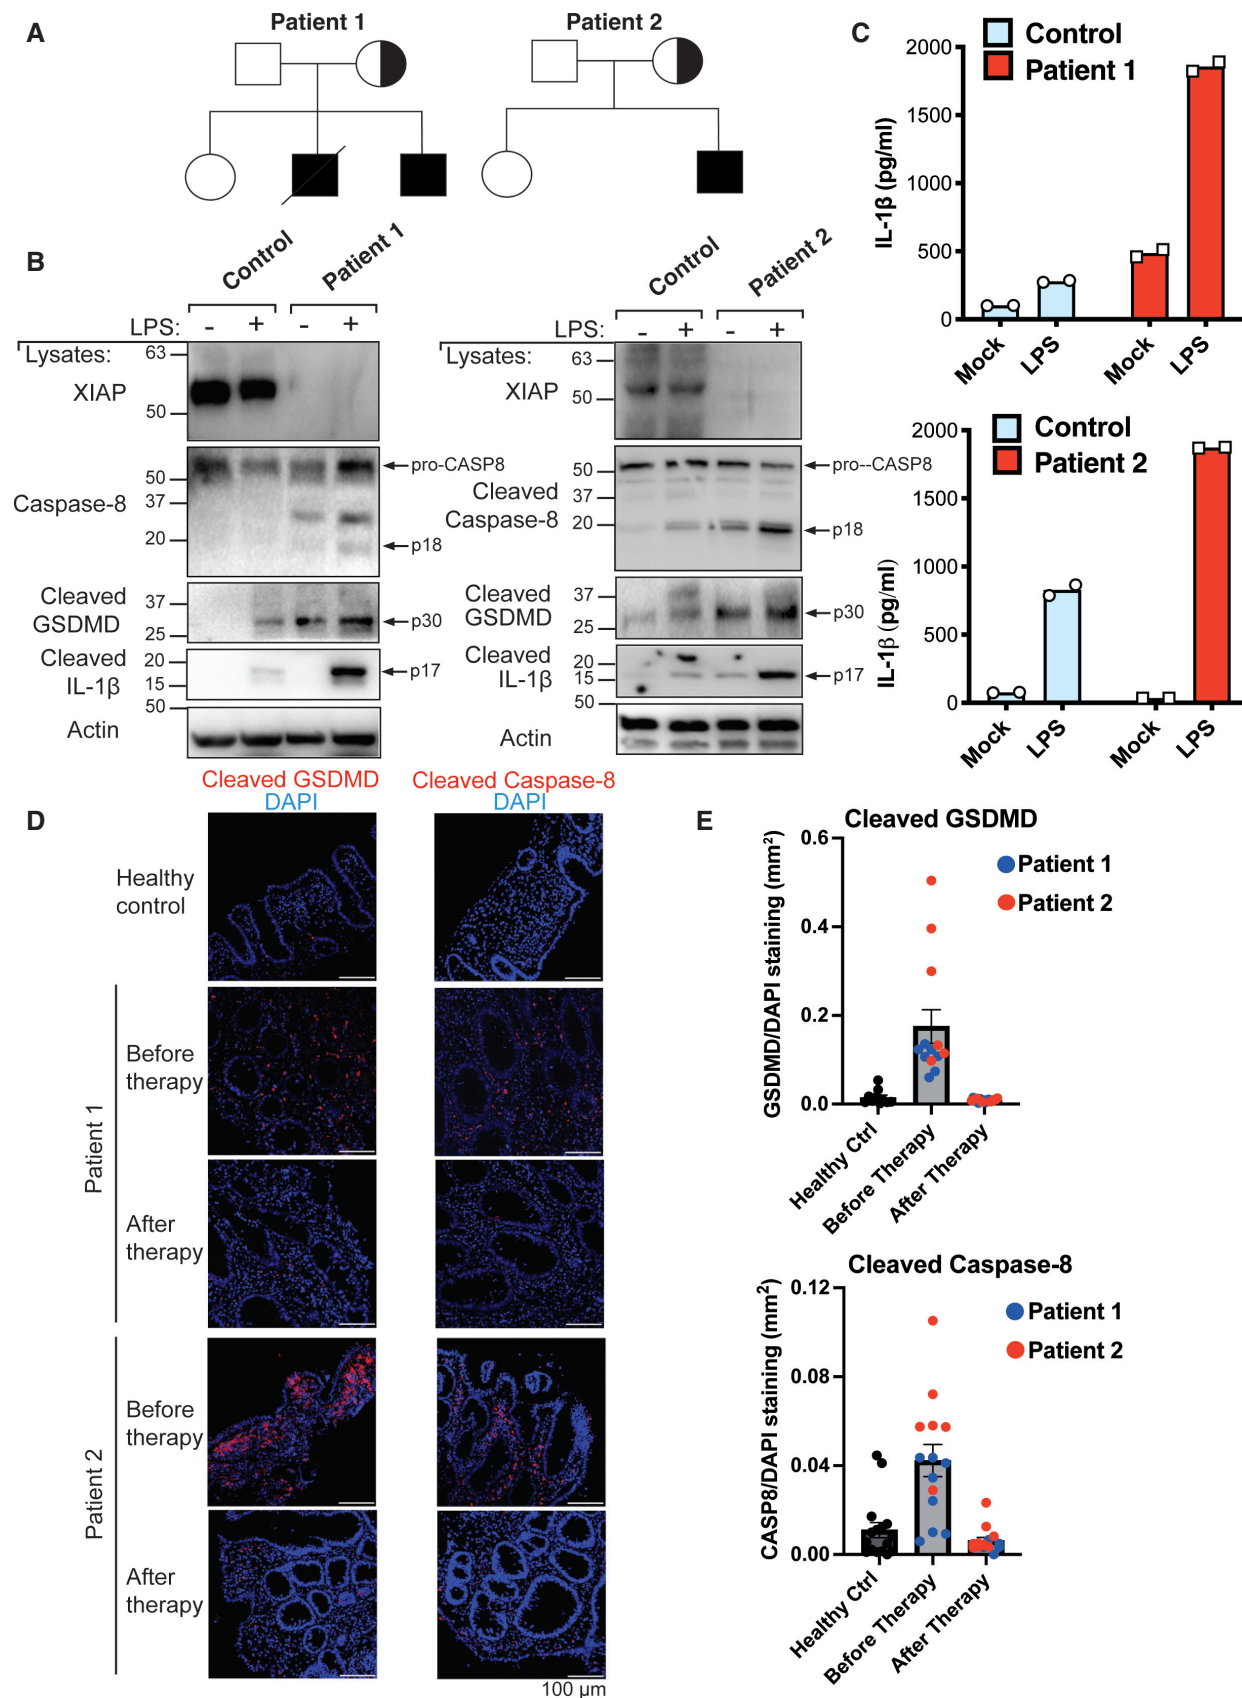 A
Patient 1
Patient 2
B
Control
Patient 1
LPS:
- + - +
Lysates:
XIAP
63
50
Caspase-8
50
37
20
pro-CASP8
p18
Cleaved
GSDMD
37
25
p30
Cleaved
IL-1β
20
15
p17
50
Actin
Control
Patient 2
LPS:
- + - +
Lysates:
XIAP
63
50
Cleaved
Caspase-8
50
37
20
pro--CASP8
p18
Cleaved
GSDMD
37
25
p30
Cleaved
IL-1β
20
15
p17
50
Actin
C
Control
Patient 1
IL-1β (pg/ml)
2000
1500
1000
500
0
Mock
LPS
Mock
LPS
Control
Patient 2
IL-1β (pg/ml)
2000
1500
1000
500
0
Mock
LPS
Mock
LPS
D
Cleaved GSDMD
DAPI
Cleaved Caspase-8
DAPI
Healthy
control
Patient 1
Before
therapy
After
therapy
Patient 2
Before
therapy
After
therapy
100 µm
E
Cleaved GSDMD
GSDMD/DAPI staining (mm²)
0.6
0.4
0.2
0.0
Patient 1
Patient 2
Healthy Ctrl
Before Therapy
After Therapy
Cleaved Caspase-8
CASP8/DAPI staining (mm²)
0.12
0.08
0.04
0.00
Patient 1
Patient 2
Healthy Ctrl
Before Therapy
After Therapy